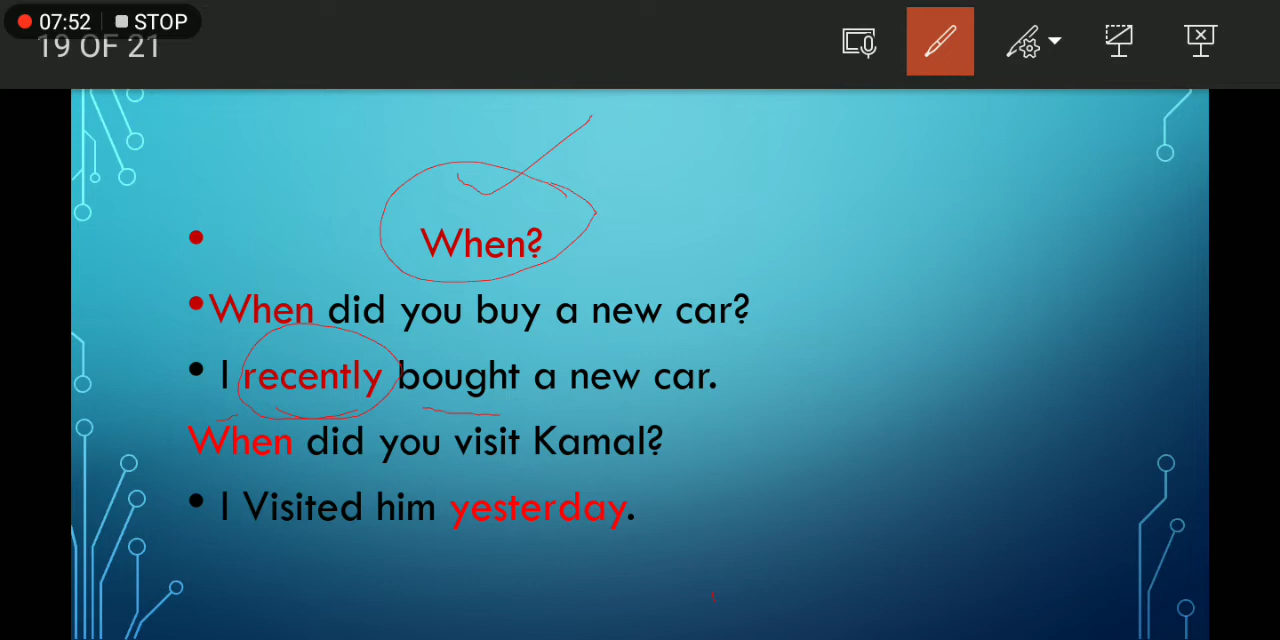 07:52 STOP
19 OF 21
• When?
• When did you buy a new car?
• I recently bought a new car.
When did you visit Kamal?
• I Visited him yesterday.